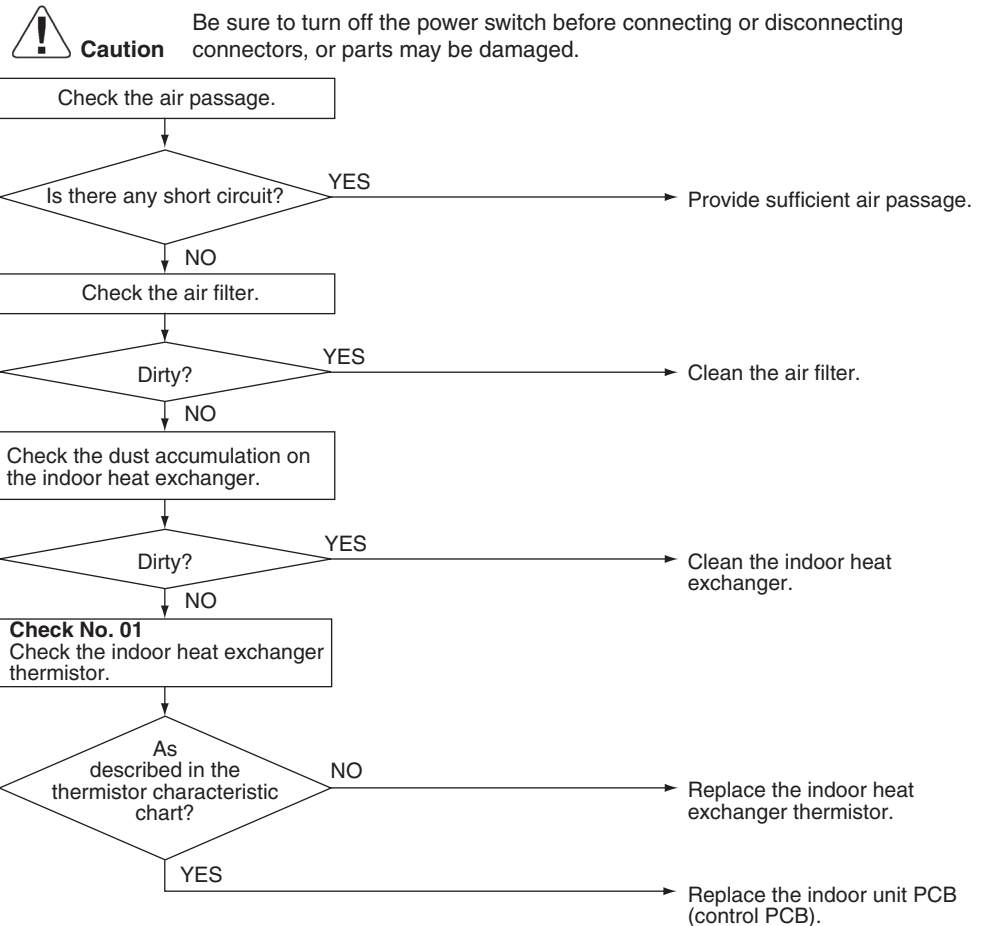 Be sure to turn off the power switch before connecting or disconnecting
Caution connectors, or parts may be damaged.
Check the air passage.
Is there any short circuit?
YES
Provide sufficient air passage.
NO
Check the air filter.
Dirty?
YES
Clean the air filter.
NO
Check the dust accumulation on
the indoor heat exchanger.
Dirty?
YES
Clean the indoor heat
exchanger.
NO
Check No. 01
Check the indoor heat exchanger
thermistor.
As
described in the
thermistor characteristic
chart?
NO
Replace the indoor heat
exchanger thermistor.
YES
Replace the indoor unit PCB
(control PCB).